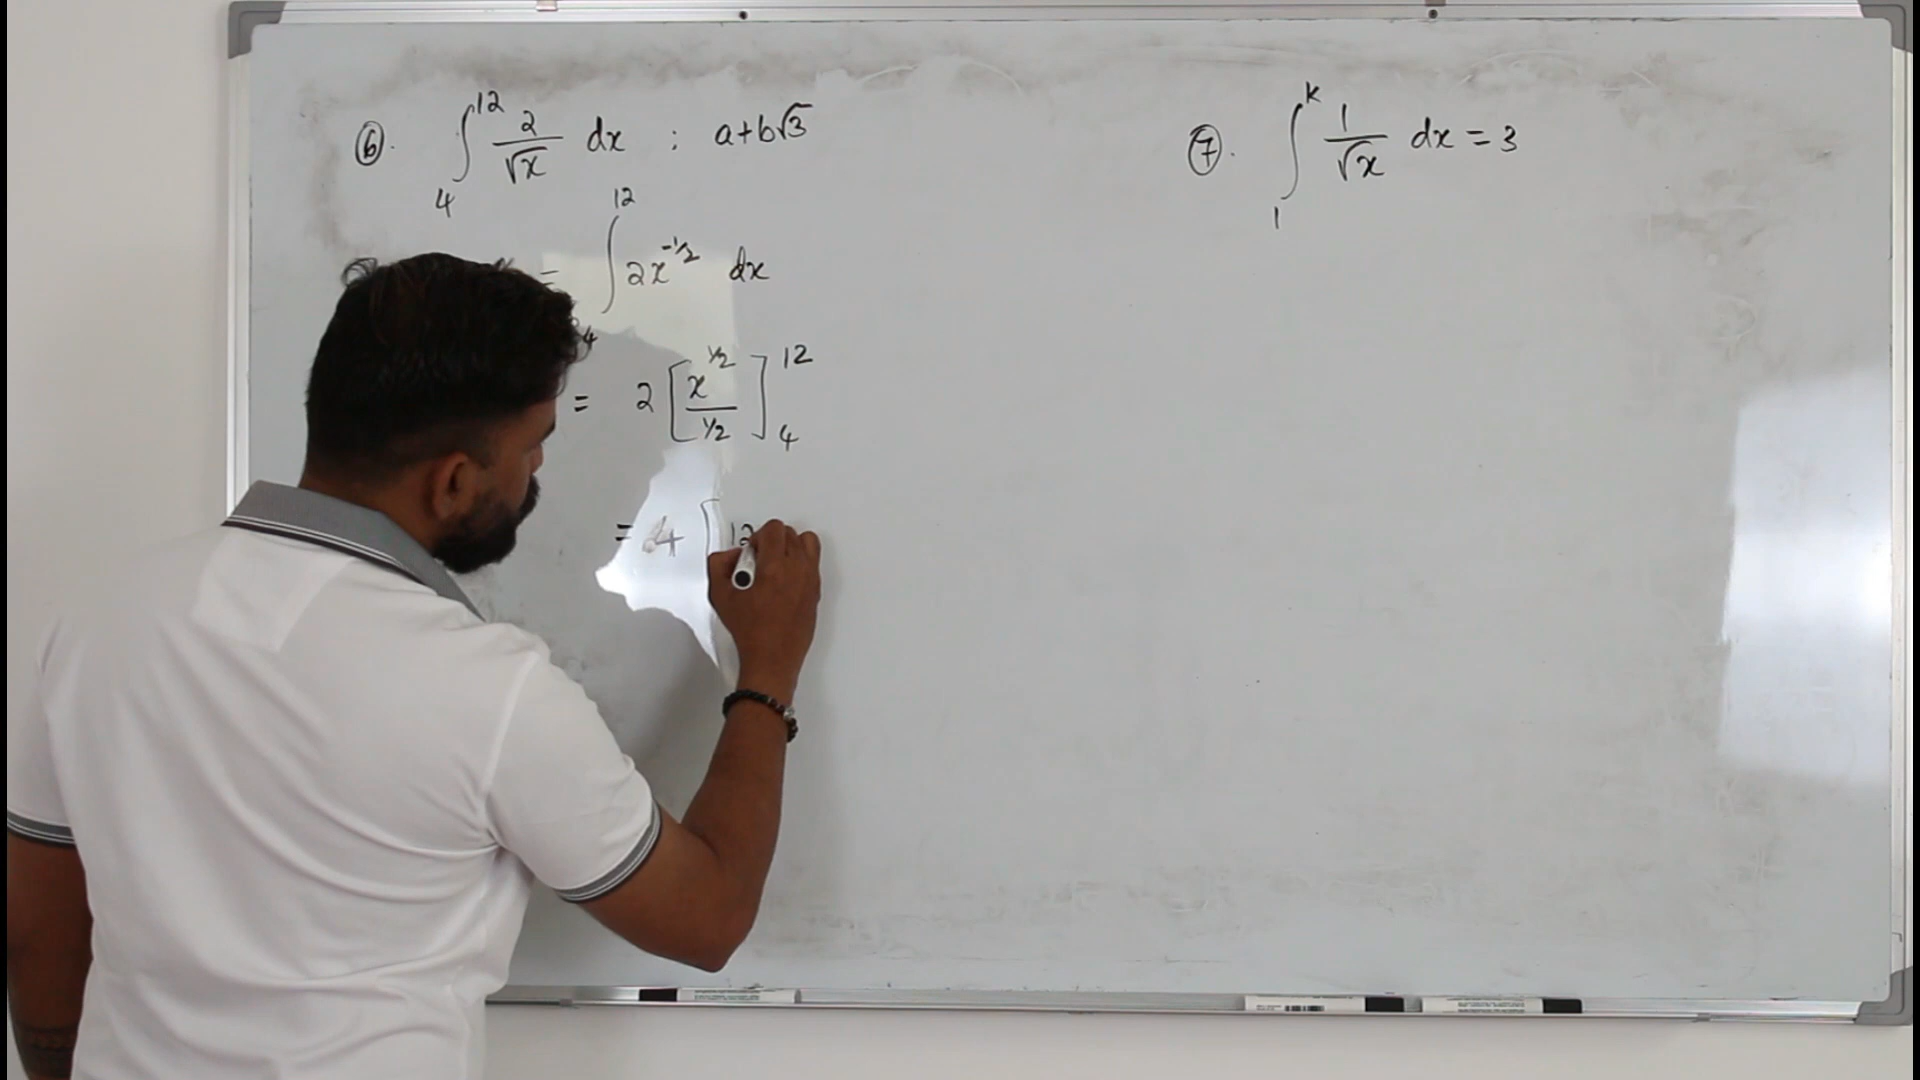 ⑥. ∫₄¹² 2/√x dx : a+b√3
= ∫₄¹² 2x^(-1/2) dx
= 2 [x^(1/2) / (1/2)]₄¹²
= 4 [12
⑦. ∫₁ᵏ 1/√x dx = 3